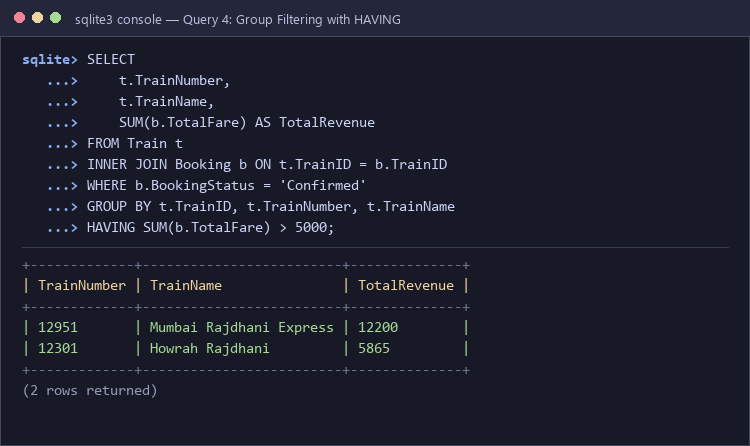 sqlite3 console — Query 4: Group Filtering with HAVING
sqlite> SELECT
...>     t.TrainNumber,
...>     t.TrainName,
...>     SUM(b.TotalFare) AS TotalRevenue
...> FROM Train t
...> INNER JOIN Booking b ON t.TrainID = b.TrainID
...> WHERE b.BookingStatus = 'Confirmed'
...> GROUP BY t.TrainID, t.TrainNumber, t.TrainName
...> HAVING SUM(b.TotalFare) > 5000;
+-------------+-------------------------+--------------+
| TrainNumber | TrainName               | TotalRevenue |
+-------------+-------------------------+--------------+
| 12951       | Mumbai Rajdhani Express | 12200        |
| 12301       | Howrah Rajdhani         | 5865         |
+-------------+-------------------------+--------------+
(2 rows returned)